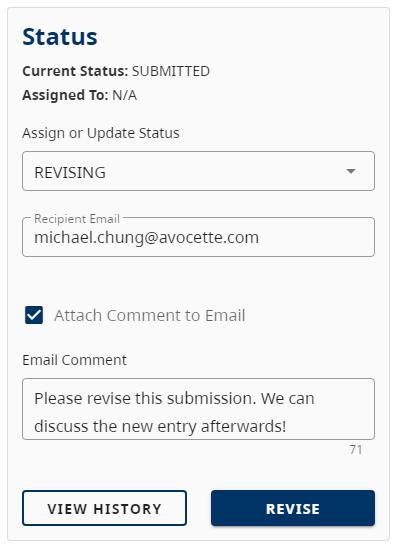 Status
Current Status: SUBMITTED
Assigned To: N/A
Assign or Update Status
REVISING
Recipient Email
michael.chung@avocette.com
Attach Comment to Email
Email Comment
Please revise this submission. We can
discuss the new entry afterwards!
71
VIEW HISTORY
REVISE